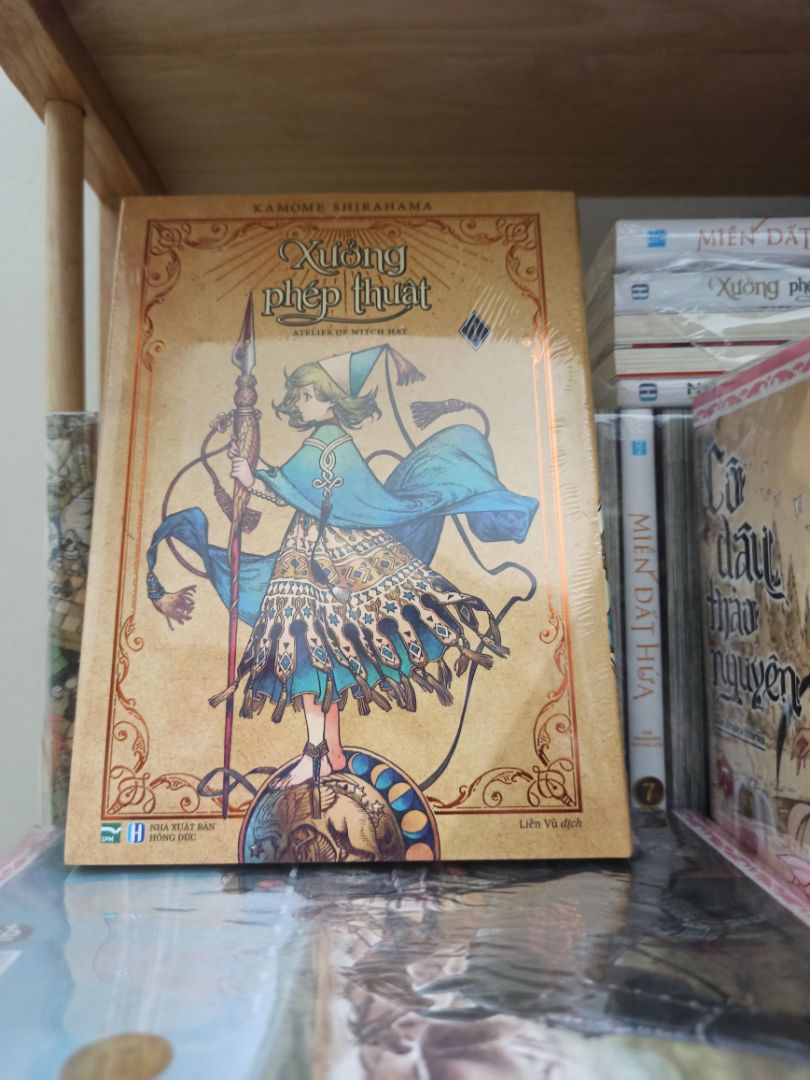 KAMOME SHIRAHAMA
Xưởng
phép thuật
ATELIER OF WITCH HAT
IPM
H
NHÀ XUẤT BẢN
HỒNG ĐỨC
Liên Vũ dịch
MIỀN ĐẤT
H
Xưởng
H
MIỀN ĐẤT HỨA
7
Cô
dâu
thảo
nguyên